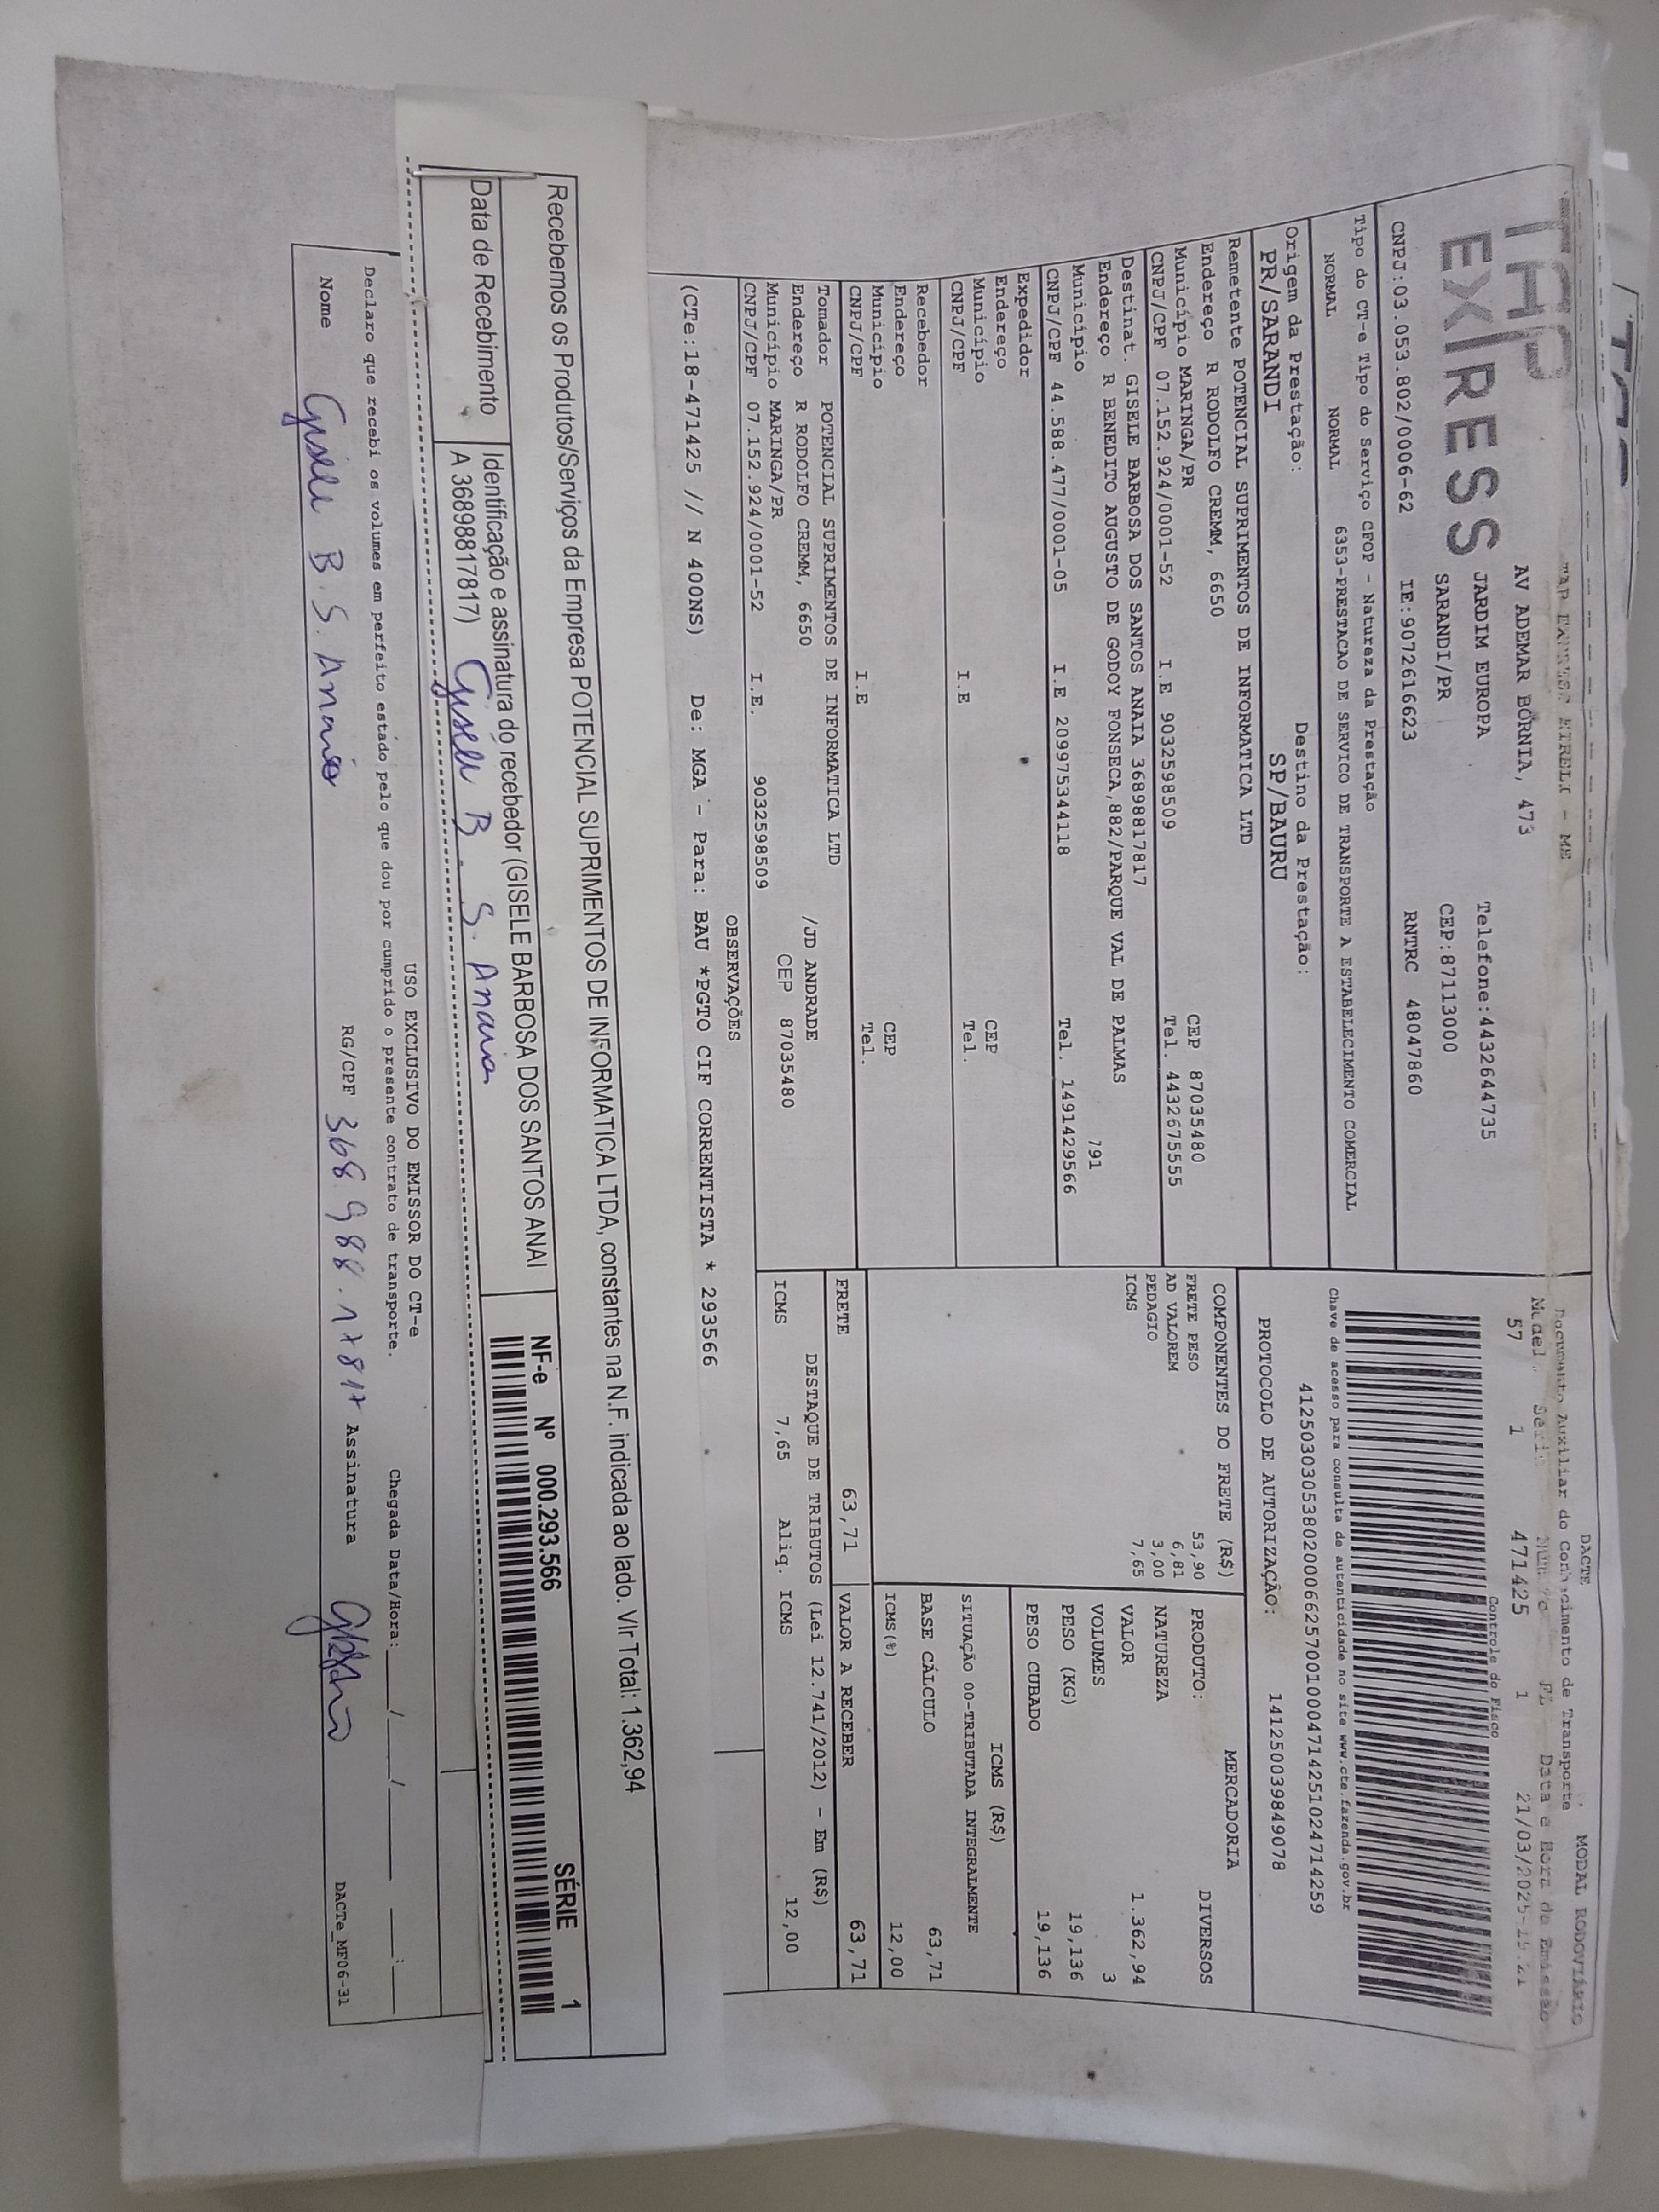 TAP EXPRESS EIRELI - ME
TAP
EXPRESS
AV ADEMAR BORNIA, 473
JARDIM EUROPA Telefone:4432644735
SARANDI/PR CEP:87113000
CNPJ:03.053.802/0006-62 IE:9072616623 RNTRC 48047860
DACTE MODAL RODOVIÁRIO
Documento Auxiliar do Conhecimento de Transporte
Model Série FL Data e Hora de Emissão
57 1 471425 1 21/03/2025
Controle do Fisco
Chave de acesso para consulta de autenticidade no site www.cte.fazenda.gov.br
41250303053802000662570010004714251024714259
PROTOCOLO DE AUTORIZAÇÃO: 141250039849078
Tipo do CT-e Tipo do Serviço CFOP - Natureza da Prestação
NORMAL NORMAL 6353-PRESTACAO DE SERVICO DE TRANSPORTE A ESTABELECIMENTO COMERCIAL
Origem da Prestação: Destino da Prestação:
PR/SARANDI SP/BAURU
Remetente POTENCIAL SUPRIMENTOS DE INFORMATICA LTD
Endereço R RODOLFO CREMM, 6650 CEP 87035480
Município MARINGA/PR Tel. 4432675555
CNPJ/CPF 07.152.924/0001-52 I.E 9032598509
Destinat. GISELE BARBOSA DOS SANTOS ANAIA 36898817817
Endereço R BENEDITO AUGUSTO DE GODOY FONSECA,882/PARQUE VAL DE PALMAS 791
Município
CNPJ/CPF 44.588.477/0001-05 I.E 209975344118 Tel. 1491429566
Expedidor
Endereço
Município CEP
CNPJ/CPF I.E Tel.
Recebedor
Endereço
Município CEP
CNPJ/CPF I.E Tel.
Tomador POTENCIAL SUPRIMENTOS DE INFORMATICA LTD
Endereço R RODOLFO CREMM, 6650 /JD ANDRADE
Município MARINGA/PR CEP 87035480
CNPJ/CPF 07.152.924/0001-52 I.E. 9032598509
COMPONENTES DO FRETE (R$)
FRETE PESO 53,90
AD VALOREM 6,81
PEDAGIO 3,00
ICMS 7,65
MERCADORIA
PRODUTO: DIVERSOS
NATUREZA
VALOR 1.362,94
VOLUMES 3
PESO (KG) 19,136
PESO CUBADO 19,136
ICMS (R$)
SITUAÇÃO 00-TRIBUTADA INTEGRALMENTE
BASE CÁLCULO 63,71
ICMS(%) 12,00
FRETE 63,71 VALOR A RECEBER 63,71
DESTAQUE DE TRIBUTOS (Lei 12.741/2012) - Em (R$)
ICMS 7,65 Aliq. ICMS 12,00
OBSERVAÇÕES
(CTe:18-471425 // N 400NS) De: MGA - Para: BAU *PGTO CIF CORRENTISTA * 293566
Recebemos os Produtos/Serviços da Empresa POTENCIAL SUPRIMENTOS DE INFORMATICA LTDA, constantes na N.F. indicada ao lado. Vlr Total: 1.362,94
Data de Recebimento Identificação e assinatura do recebedor (GISELE BARBOSA DOS SANTOS ANAI
A 36898817817) Gisele B. S. Anaia
NF-e Nº 000.293.566 SÉRIE 1
USO EXCLUSIVO DO EMISSOR DO CT-e
Declaro que recebi os volumes em perfeito estado pelo que dou por cumprido o presente contrato de transporte. Chegada Data/Hora: ___/___/___ ___:___
Nome Gisele B. S. Anaia RG/CPF 368.988.178 17 Assinatura
DACTe_MF06-31